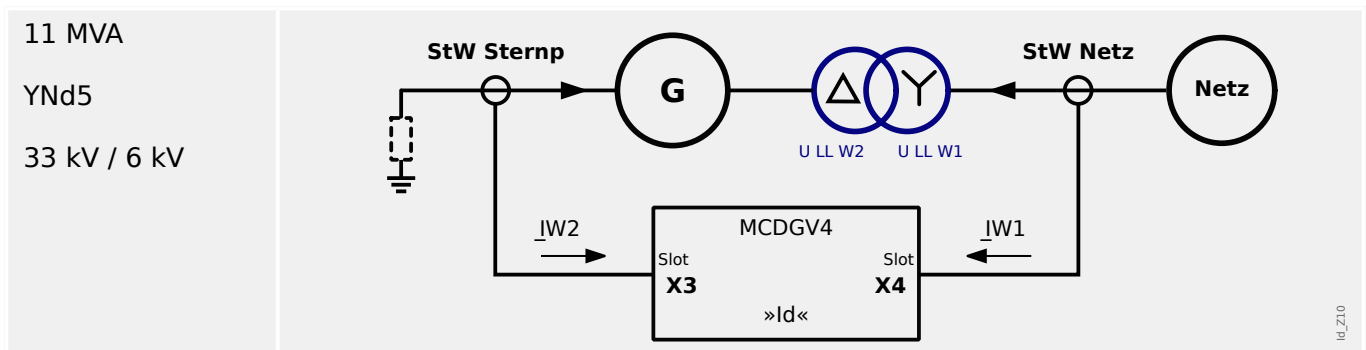 11 MVA
YNd5
33 kV / 6 kV
StW Sternp
StW Netz
G
Netz
U LL W2
U LL W1
_IW2
MCDGV4
_IW1
Slot
Slot
X3
X4
»Id«
Id_Z10